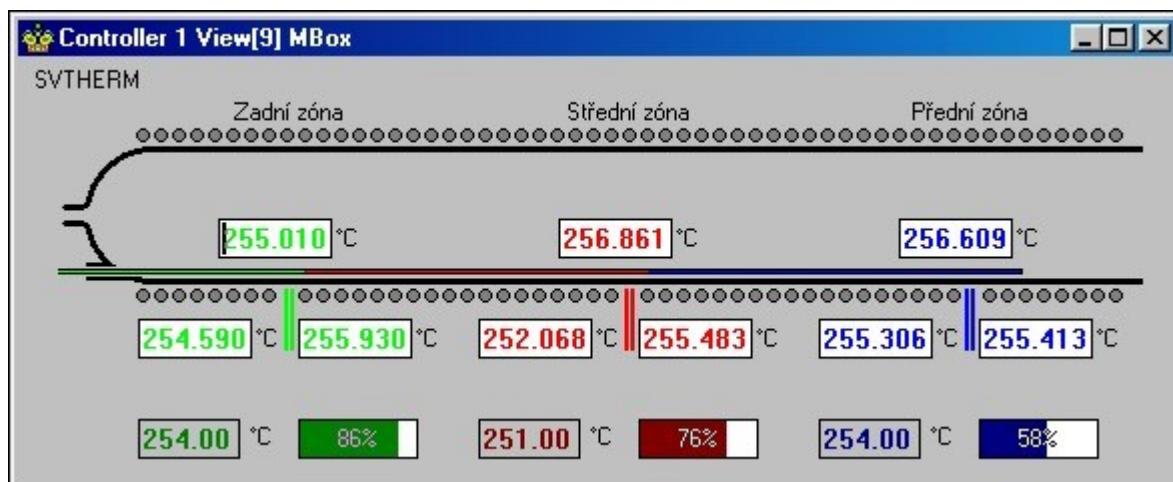 Controller 1 View[9] MBox
SVTHERM
Zadní zóna Střední zóna Přední zóna
255.010 °C 256.861 °C 256.609 °C
254.590 °C 255.930 °C 252.068 °C 255.483 °C 255.306 °C 255.413 °C
254.00 °C 86% 251.00 °C 76% 254.00 °C 58%